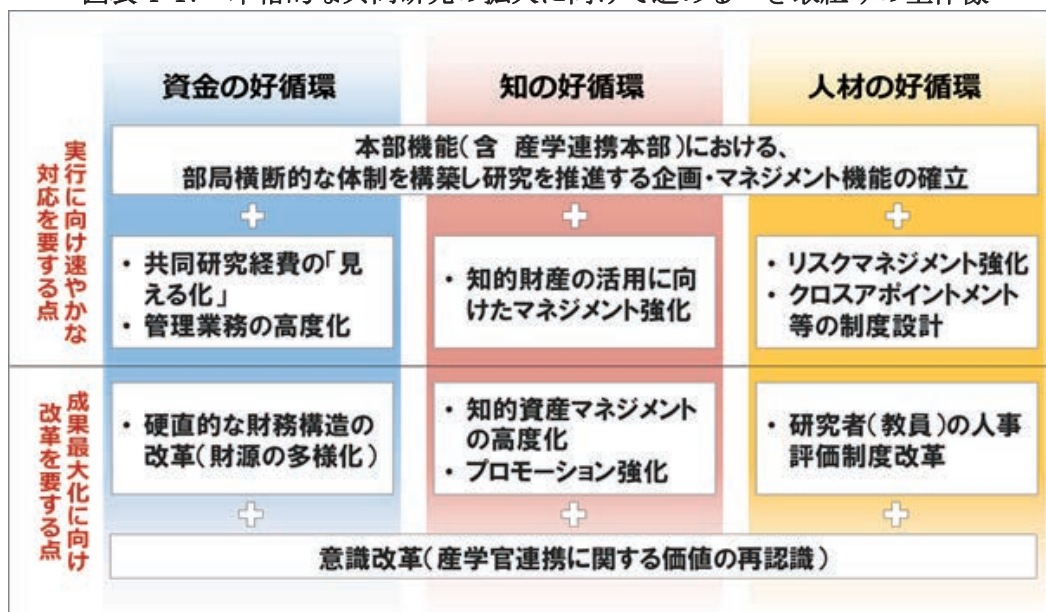 資金の好循環
知の好循環
人材の好循環
実行に向け速やかな
対応を要する点
本部機能(含 産学連携本部)における、
部局横断的な体制を構築し研究を推進する企画・マネジメント機能の確立
+
+
+
・ 共同研究経費の「見
える化」
・ 管理業務の高度化
・ 知的財産の活用に向
けたマネジメント強化
・ リスクマネジメント強化
・ クロスアポイントメント
等の制度設計
成果最大化に向け
改革を要する点
・ 硬直的な財務構造の
改革(財源の多様化)
・ 知的資産マネジメント
の高度化
・ プロモーション強化
・ 研究者(教員)の人事
評価制度改革
+
+
+
意識改革(産学官連携に関する価値の再認識)